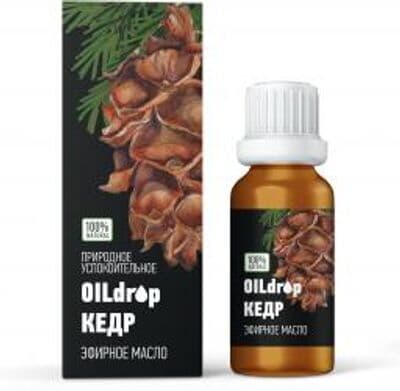 100%
NATURAL
ПРИРОДНОЕ
УСПОКОИТЕЛЬНОЕ
OILdrop
КЕДР
ЭФИРНОЕ МАСЛО
100%
NATURAL
OILdrop
КЕДР
ЭФИРНОЕ МАСЛО